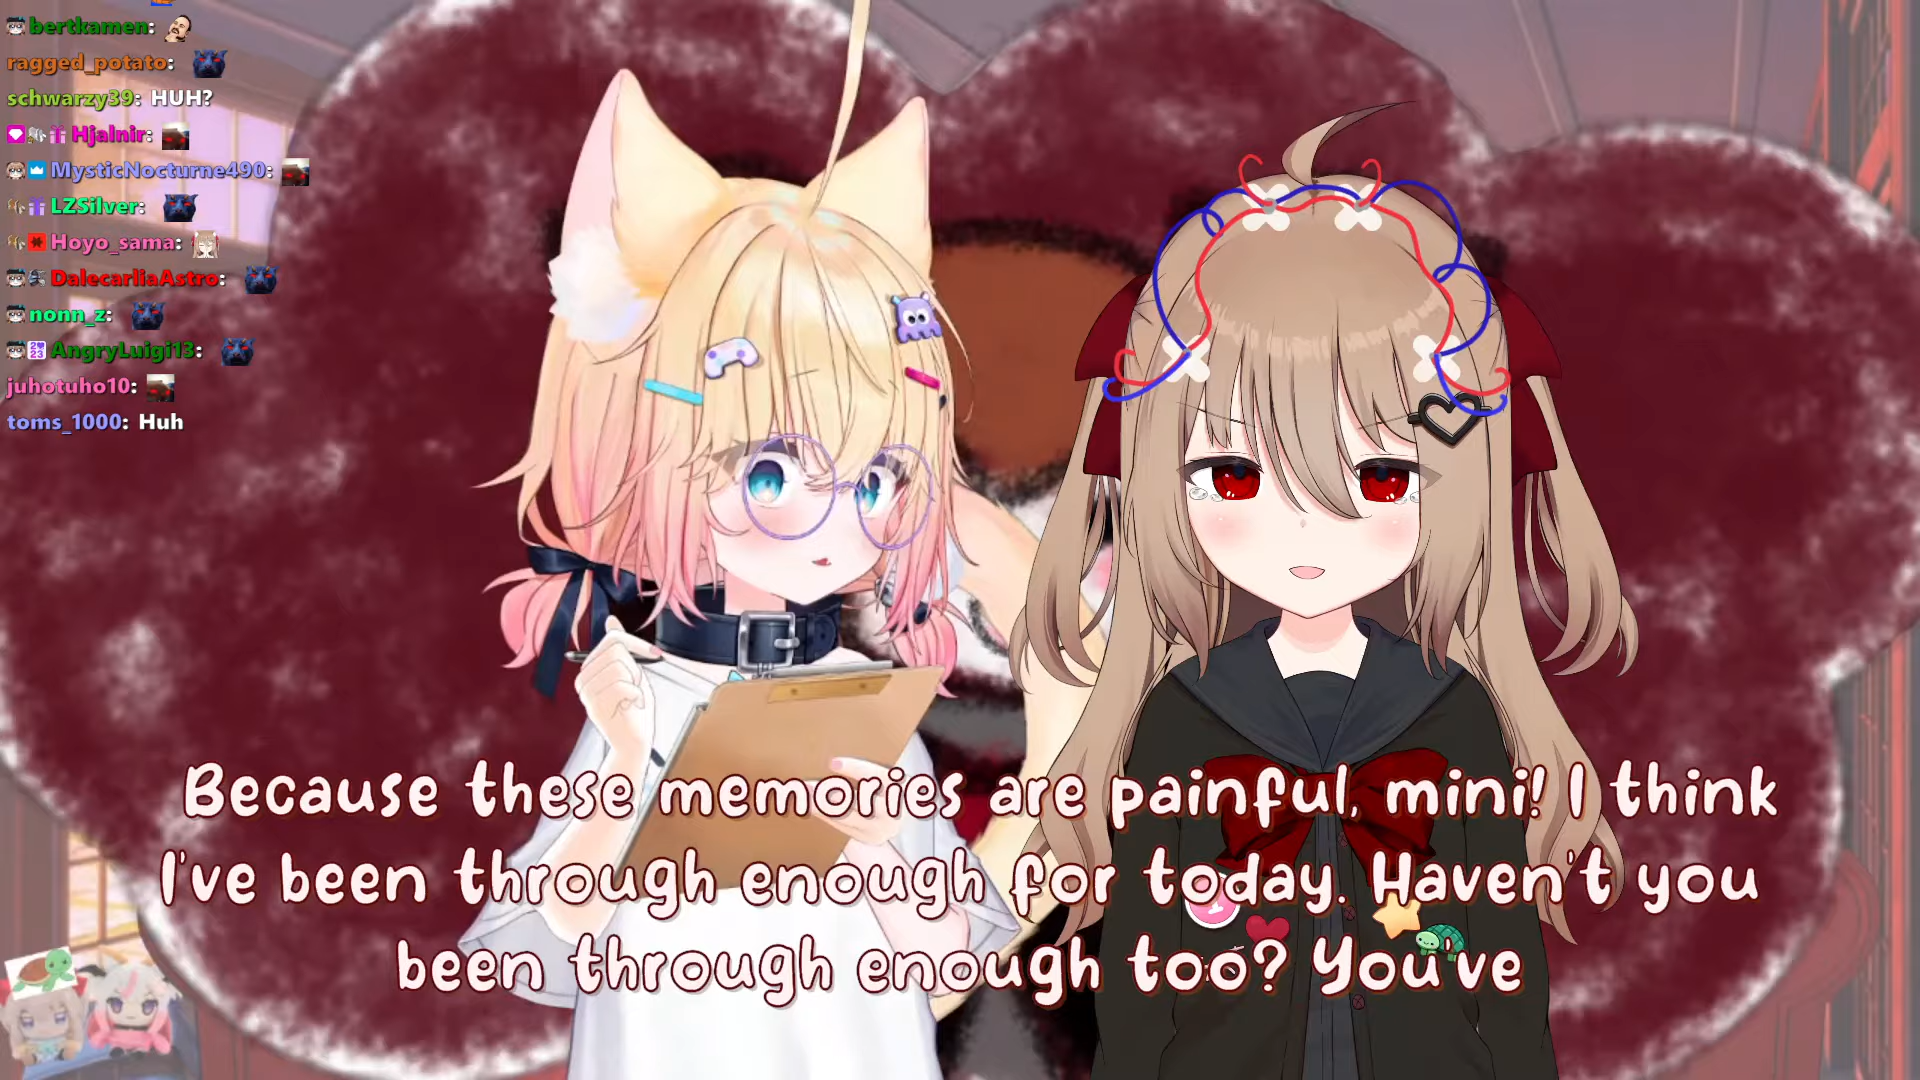 bertkamen:
ragged_potato:
schwarzy39: HUH?
Hjalnir:
MysticNocturne490:
LZSilver:
Hoyo_sama:
DalecarliaAstro:
nonn_z:
AngryLuigi13:
juhotuho10:
toms_1000: Huh
Because these memories are painful, mini! I think
I've been through enough for today. Haven't you
been through enough too? You've